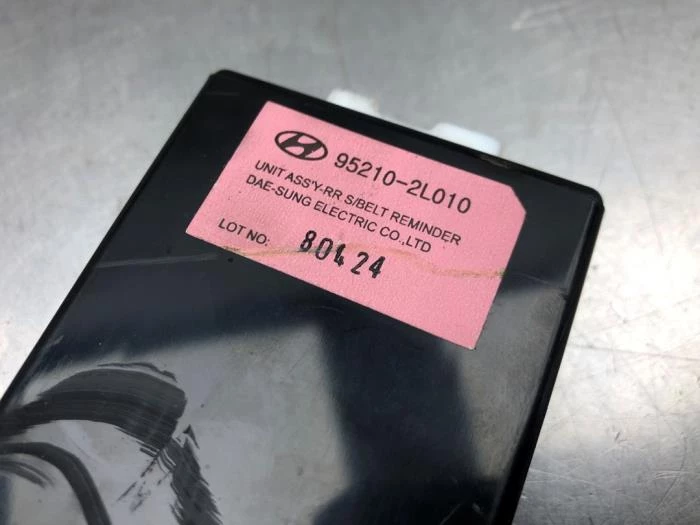 95210-2L010
UNIT ASS'Y-RR S/BELT REMINDER
DAE-SUNG ELECTRIC CO.,LTD
LOT NO: 80424